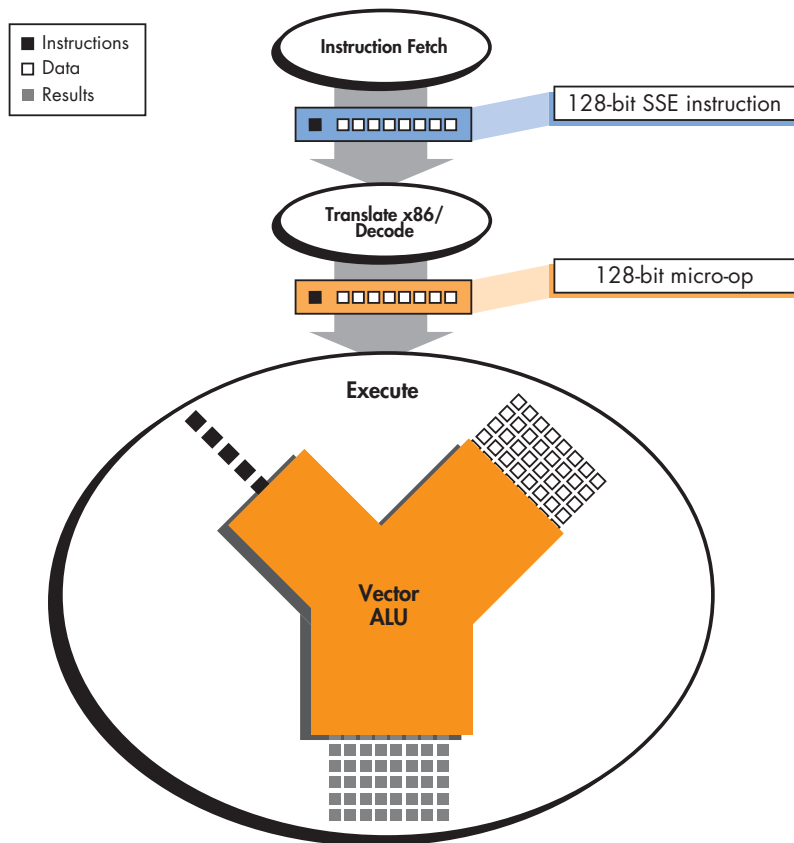 Instructions
Data
Results
Instruction Fetch
128-bit SSE instruction
Translate x86/
Decode
128-bit micro-op
Execute
Vector
ALU